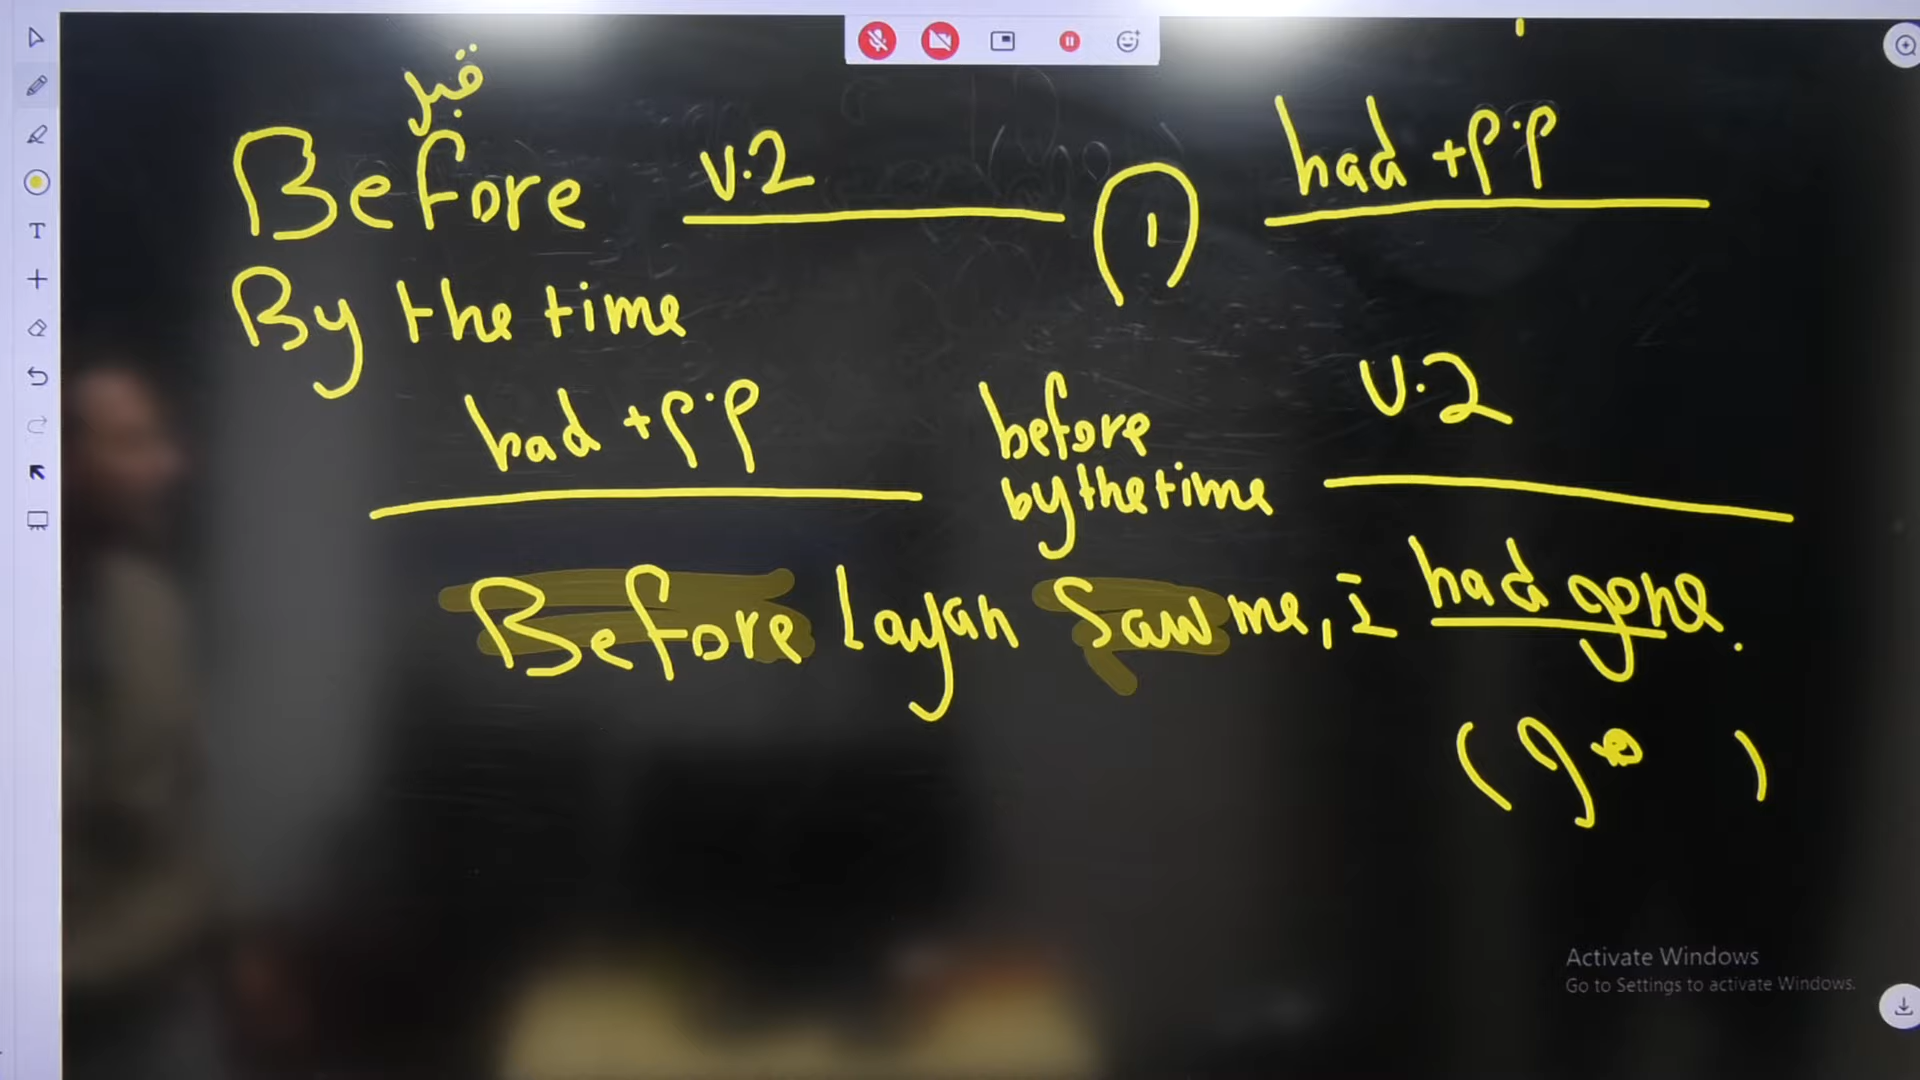 قبل
Before v.2 , had +p.p
By the time
had +p.p before v.2
by the time
Before Layan Saw me, i had gone.
(go )
Activate Windows
Go to Settings to activate Windows.